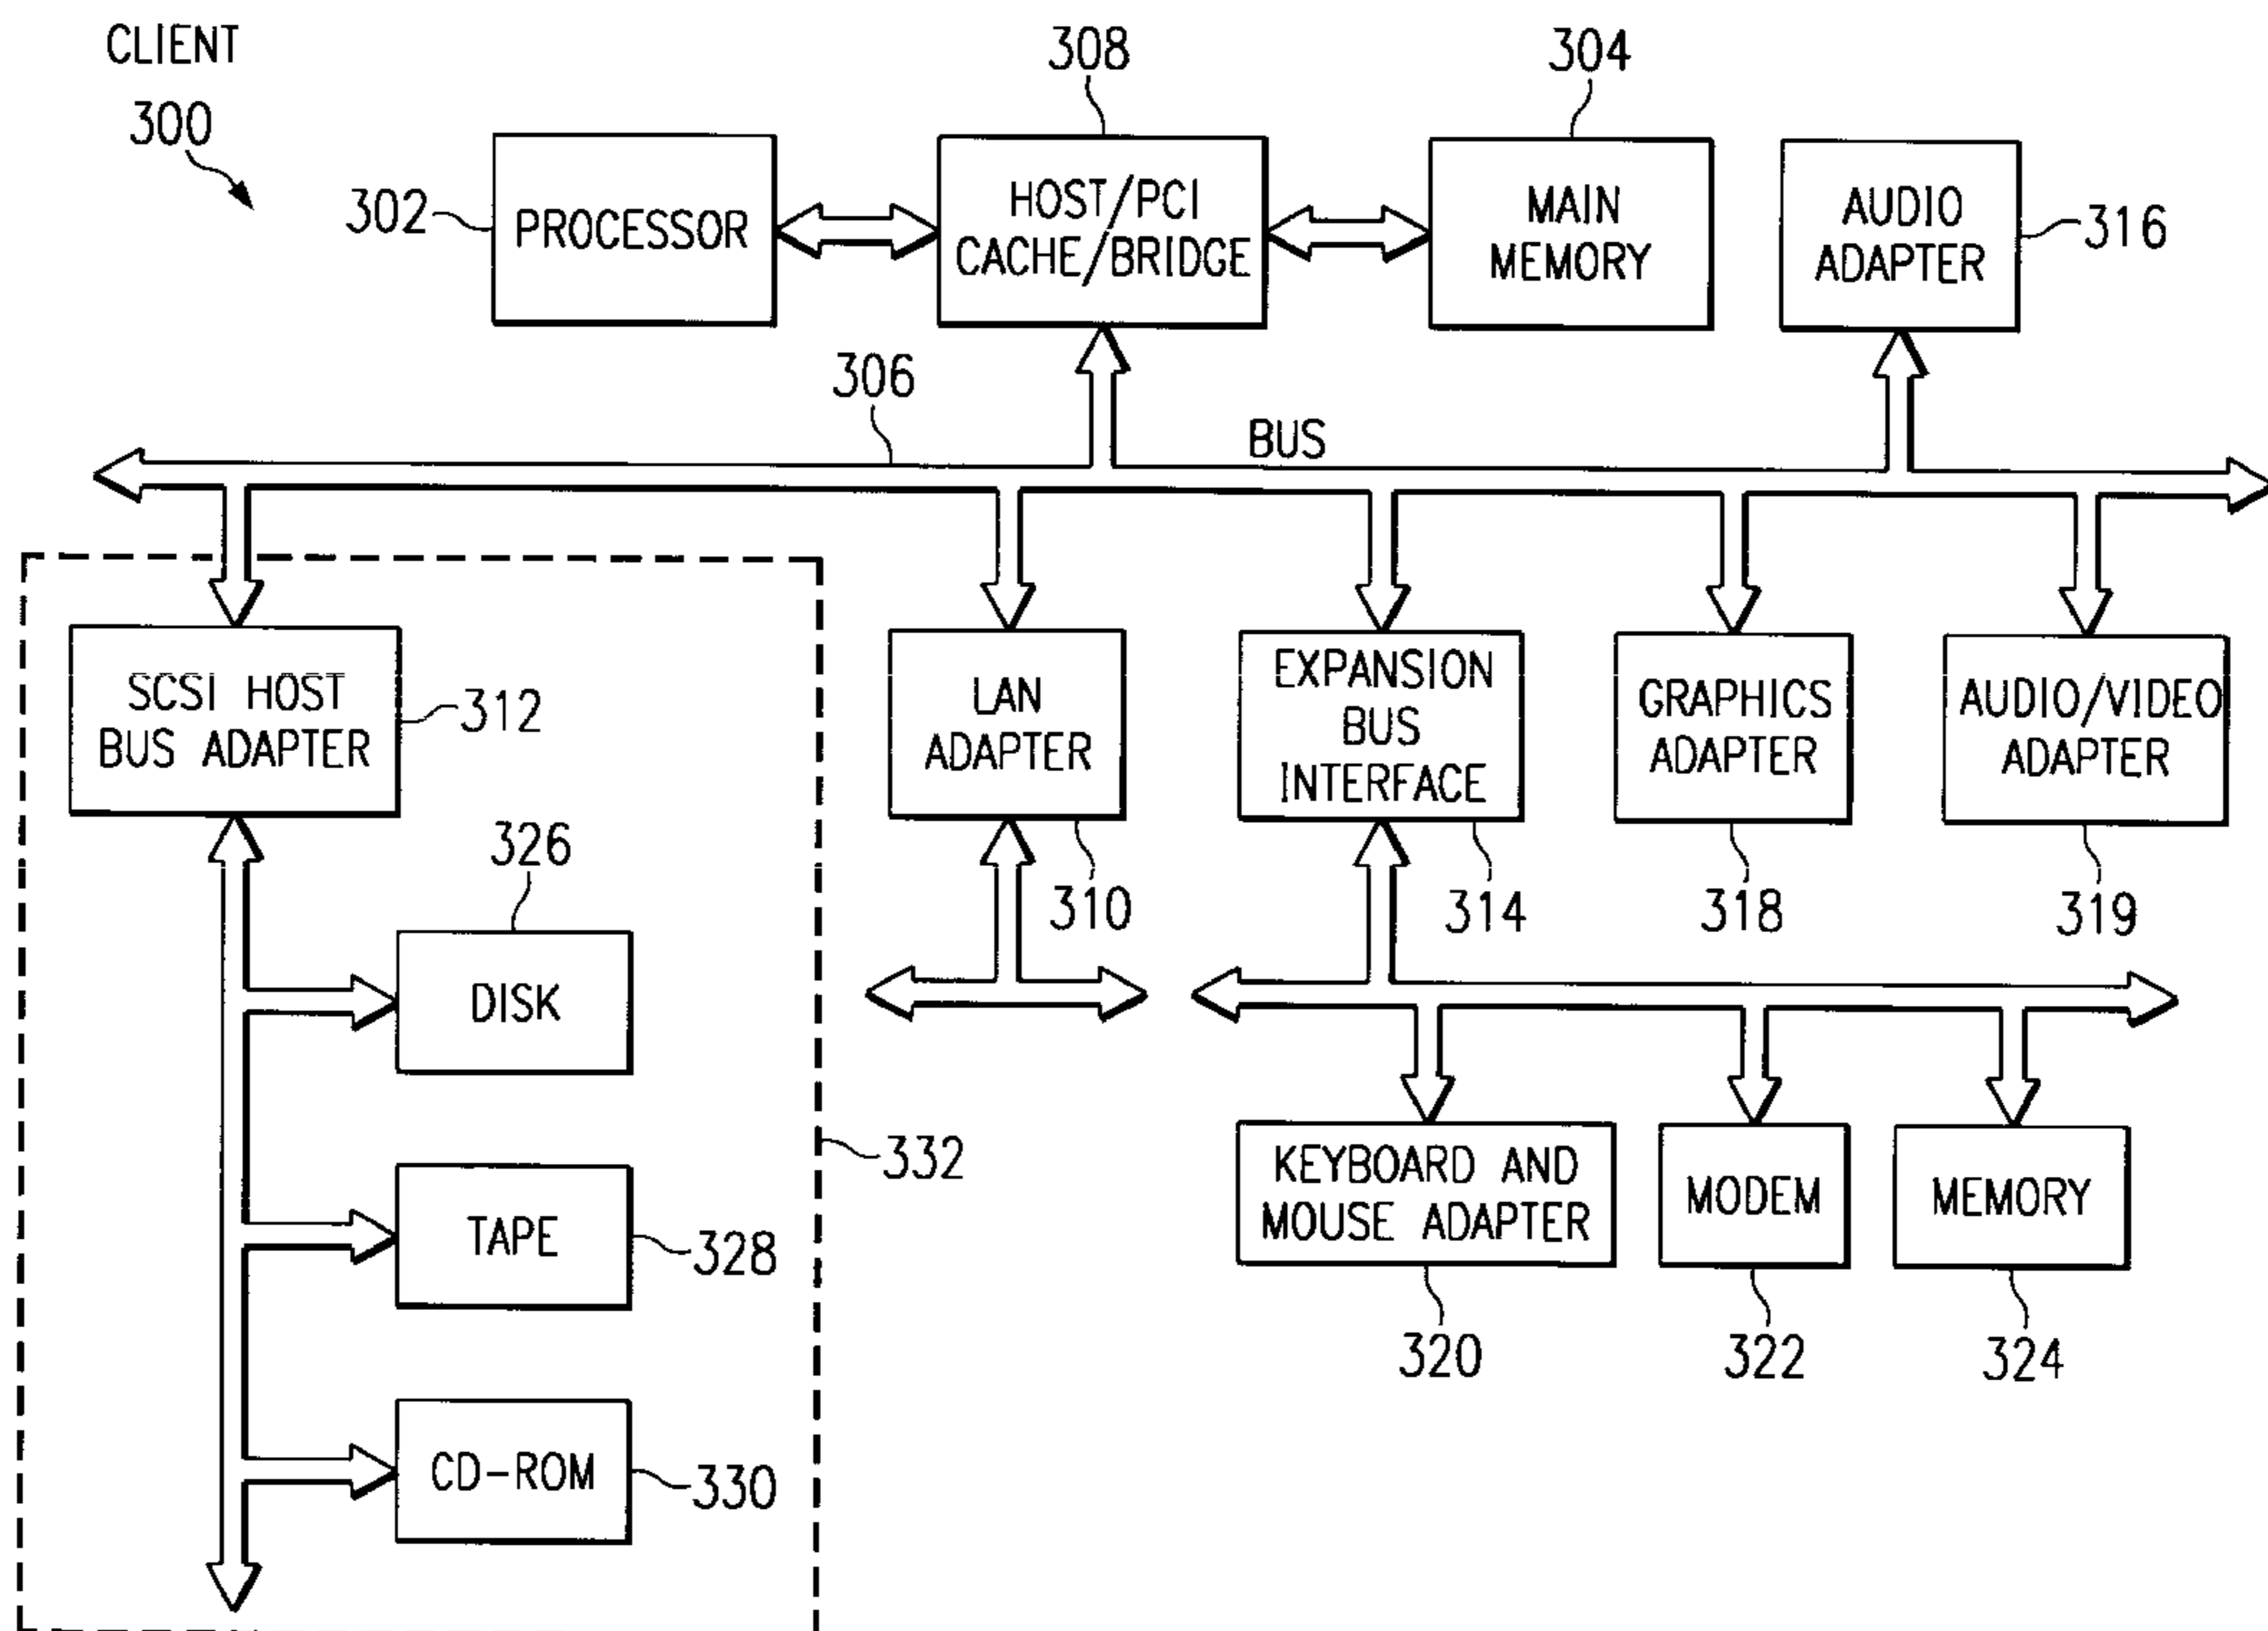 CLIENT
300
308
304
302
PROCESSOR
HOST/PCI
CACHE/BRIDGE
MAIN
MEMORY
AUDIO
ADAPTER
316
306
BUS
SCSI HOST
BUS ADAPTER
312
LAN
ADAPTER
310
EXPANSION
BUS
INTERFACE
314
GRAPHICS
ADAPTER
318
AUDIO/VIDEO
ADAPTER
319
326
DISK
TAPE
328
CD-ROM
330
332
KEYBOARD AND
MOUSE ADAPTER
320
MODEM
322
MEMORY
324